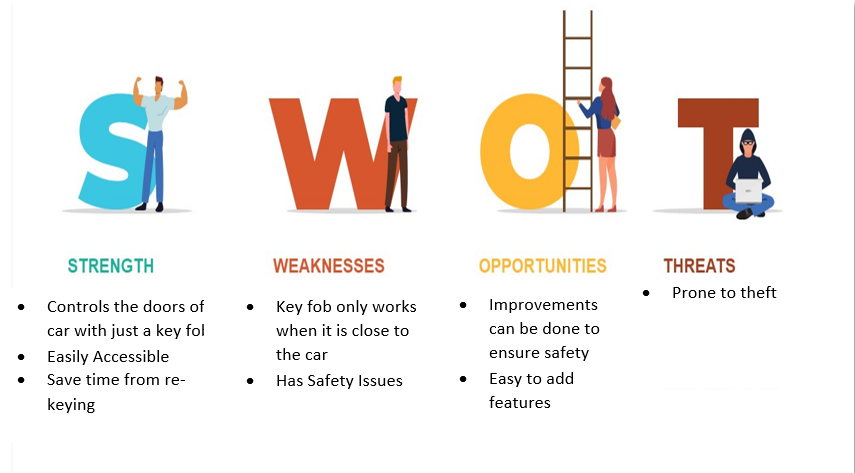 SWOT
STRENGTH
• Controls the doors of
car with just a key fol
• Easily Accessible
• Save time from re-
keying
WEAKNESSES
• Key fob only works
when it is close to
the car
• Has Safety Issues
OPPORTUNITIES
• Improvements
can be done to
ensure safety
• Easy to add
features
THREATS
• Prone to theft